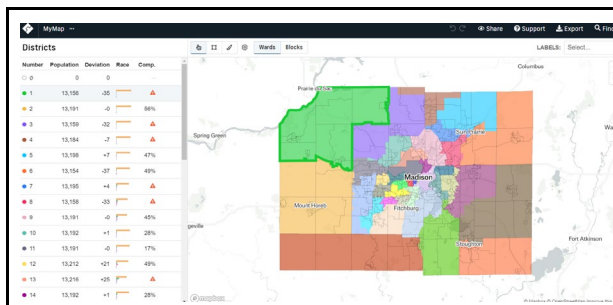 MyMap
Share Support Export Find
Districts Wards Blocks LABELS: Select...
Number Population Deviation Race Comp.
0 0 0
1 13,156 -35
2 13,191 -0 56%
3 13,159 -32
4 13,184 -7
5 13,198 +7 47%
6 13,154 -37 49%
7 13,195 +4
8 13,158 -33
9 13,191 -0 45%
10 13,192 +1 28%
11 13,191 -0 17%
12 13,212 +21 49%
13 13,216 +25
14 13,192 +1 28%
Columbus
Prairie du Sac
Spring Green
Sun Prairie
Madison
Mount Horeb
Fitchburg
Stoughton
Fort Atkinson
mapbox